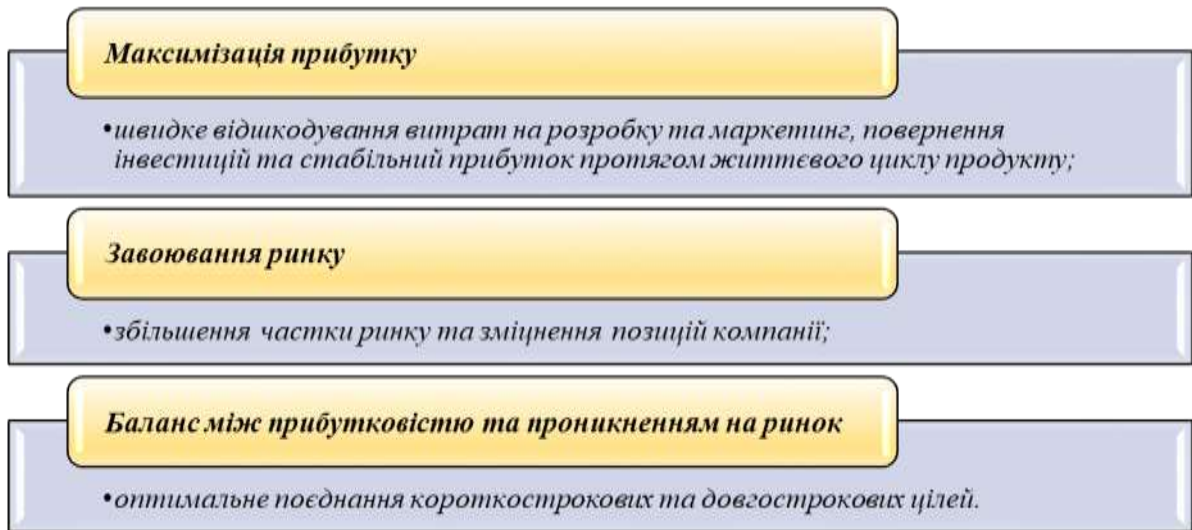 Максимізація прибутку
•швидке відшкодування витрат на розробку та маркетинг, повернення
інвестицій та стабільний прибуток протягом життєвого циклу продукту;
Завоювання ринку
•збільшення частки ринку та зміцнення позицій компанії;
Баланс між прибутковістю та проникненням на ринок
•оптимальне поєднання короткострокових та довгострокових цілей.